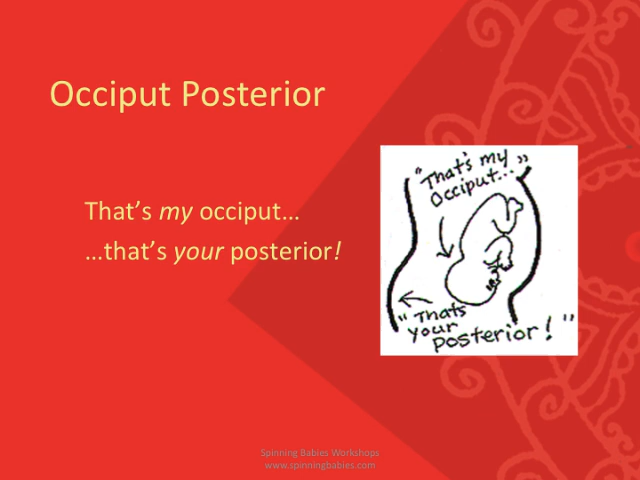 Occiput Posterior
That's my occiput…
…that's your posterior!
"That's my
Occiput..."
"Thats
your
posterior!"
Spinning Babies Workshops
www.spinningbabies.com